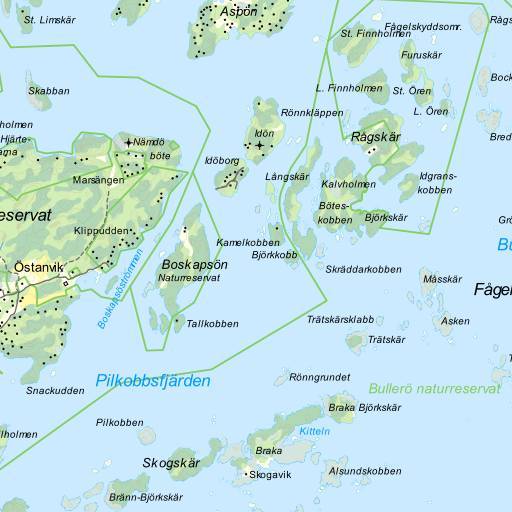 Aspön
St. Limskär
Fågelskyddsomr.
St. Finnholmen
Furuskär
Skabban
L. Finnholmen
St. Ören
L. Ören
Rönnkläppen
Idön
Rågskär
Nämdö
böte
Idöborg
Marsängen
Långskär
Kalvholmen
Idgrans-
kobben
Bötes-
kobben
Björkskär
Klippudden
Kamelkobben
Björkkobb
Östanvik
Boskapsön
Naturreservat
Skräddarkobben
Måsskär
Boskapsöströmmen
Tallkobben
Trätskärsklabb
Asken
Trätskär
Pilkobbsfjärden
Rönngrundet
Snackudden
Bullerö naturreservat
Braka Björkskär
Pilkobben
Kitteln
Braka
Skogskär
Skogavik
Alsundskobben
Bränn-Björkskär